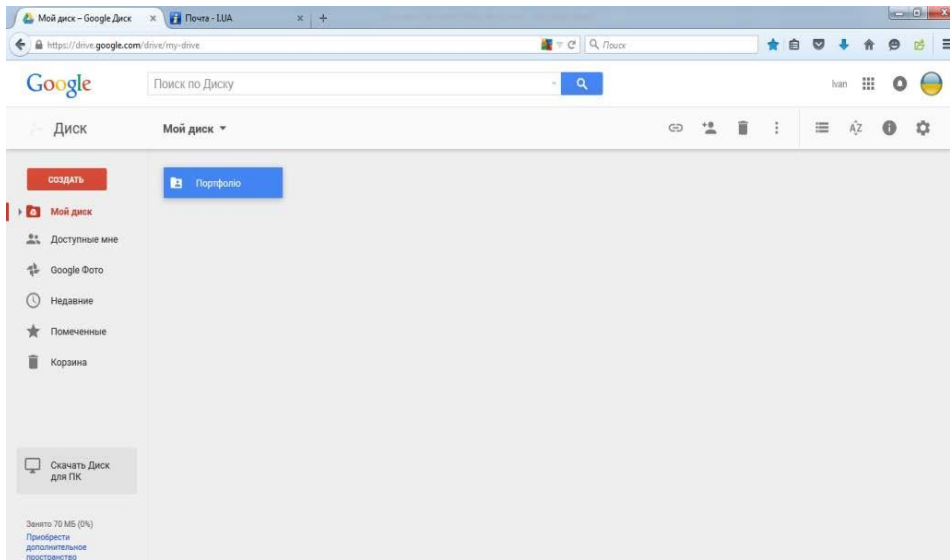 Мой диск – Google Диск
Почта - I.UA
https://drive.google.com/drive/my-drive
Поиск
Google
Поиск по Диску
Ivan
Диск
Мой диск
AZ
СОЗДАТЬ
Портфоліо
Мой диск
Доступные мне
Google Фото
Недавние
Помеченные
Корзина
Скачать Диск
для ПК
Занято 70 МБ (0%)
Приобрести
дополнительное
пространство